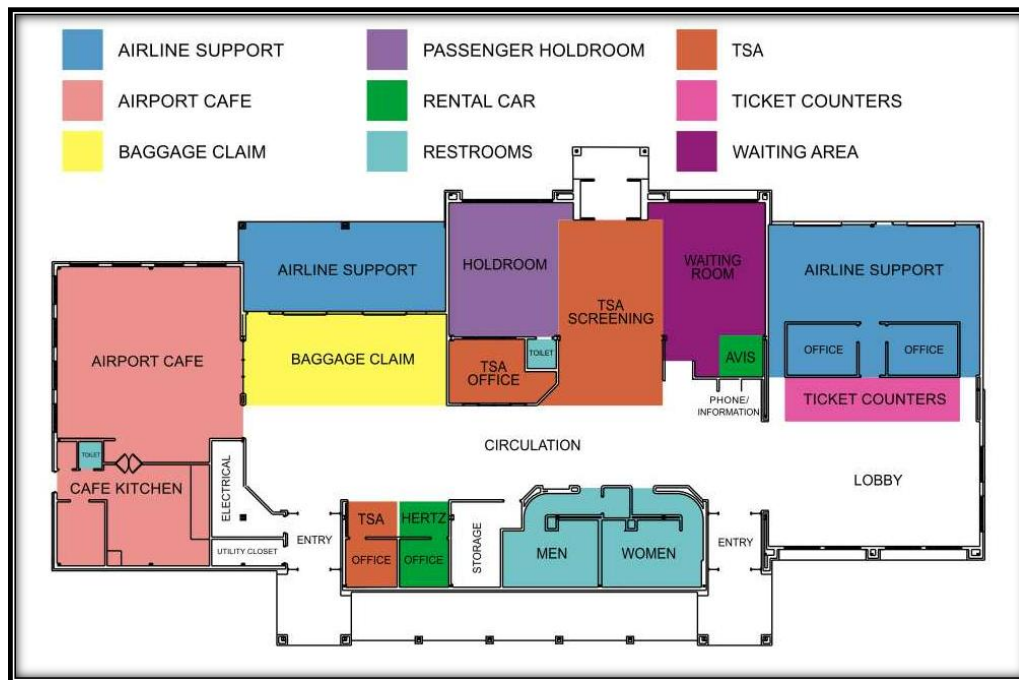 AIRLINE SUPPORT
PASSENGER HOLDROOM
TSA
AIRPORT CAFE
RENTAL CAR
TICKET COUNTERS
BAGGAGE CLAIM
RESTROOMS
WAITING AREA
AIRLINE SUPPORT
HOLDROOM
WAITING
ROOM
AIRLINE SUPPORT
TSA
SCREENING
AIRPORT CAFE
BAGGAGE CLAIM
TSA
OFFICE
TOILET
AVIS
OFFICE
OFFICE
PHONE/
INFORMATION
TICKET COUNTERS
CIRCULATION
TOILET
CAFE KITCHEN
ELECTRICAL
LOBBY
UTILITY CLOSET
ENTRY
TSA
OFFICE
HERTZ
OFFICE
STORAGE
MEN
WOMEN
ENTRY